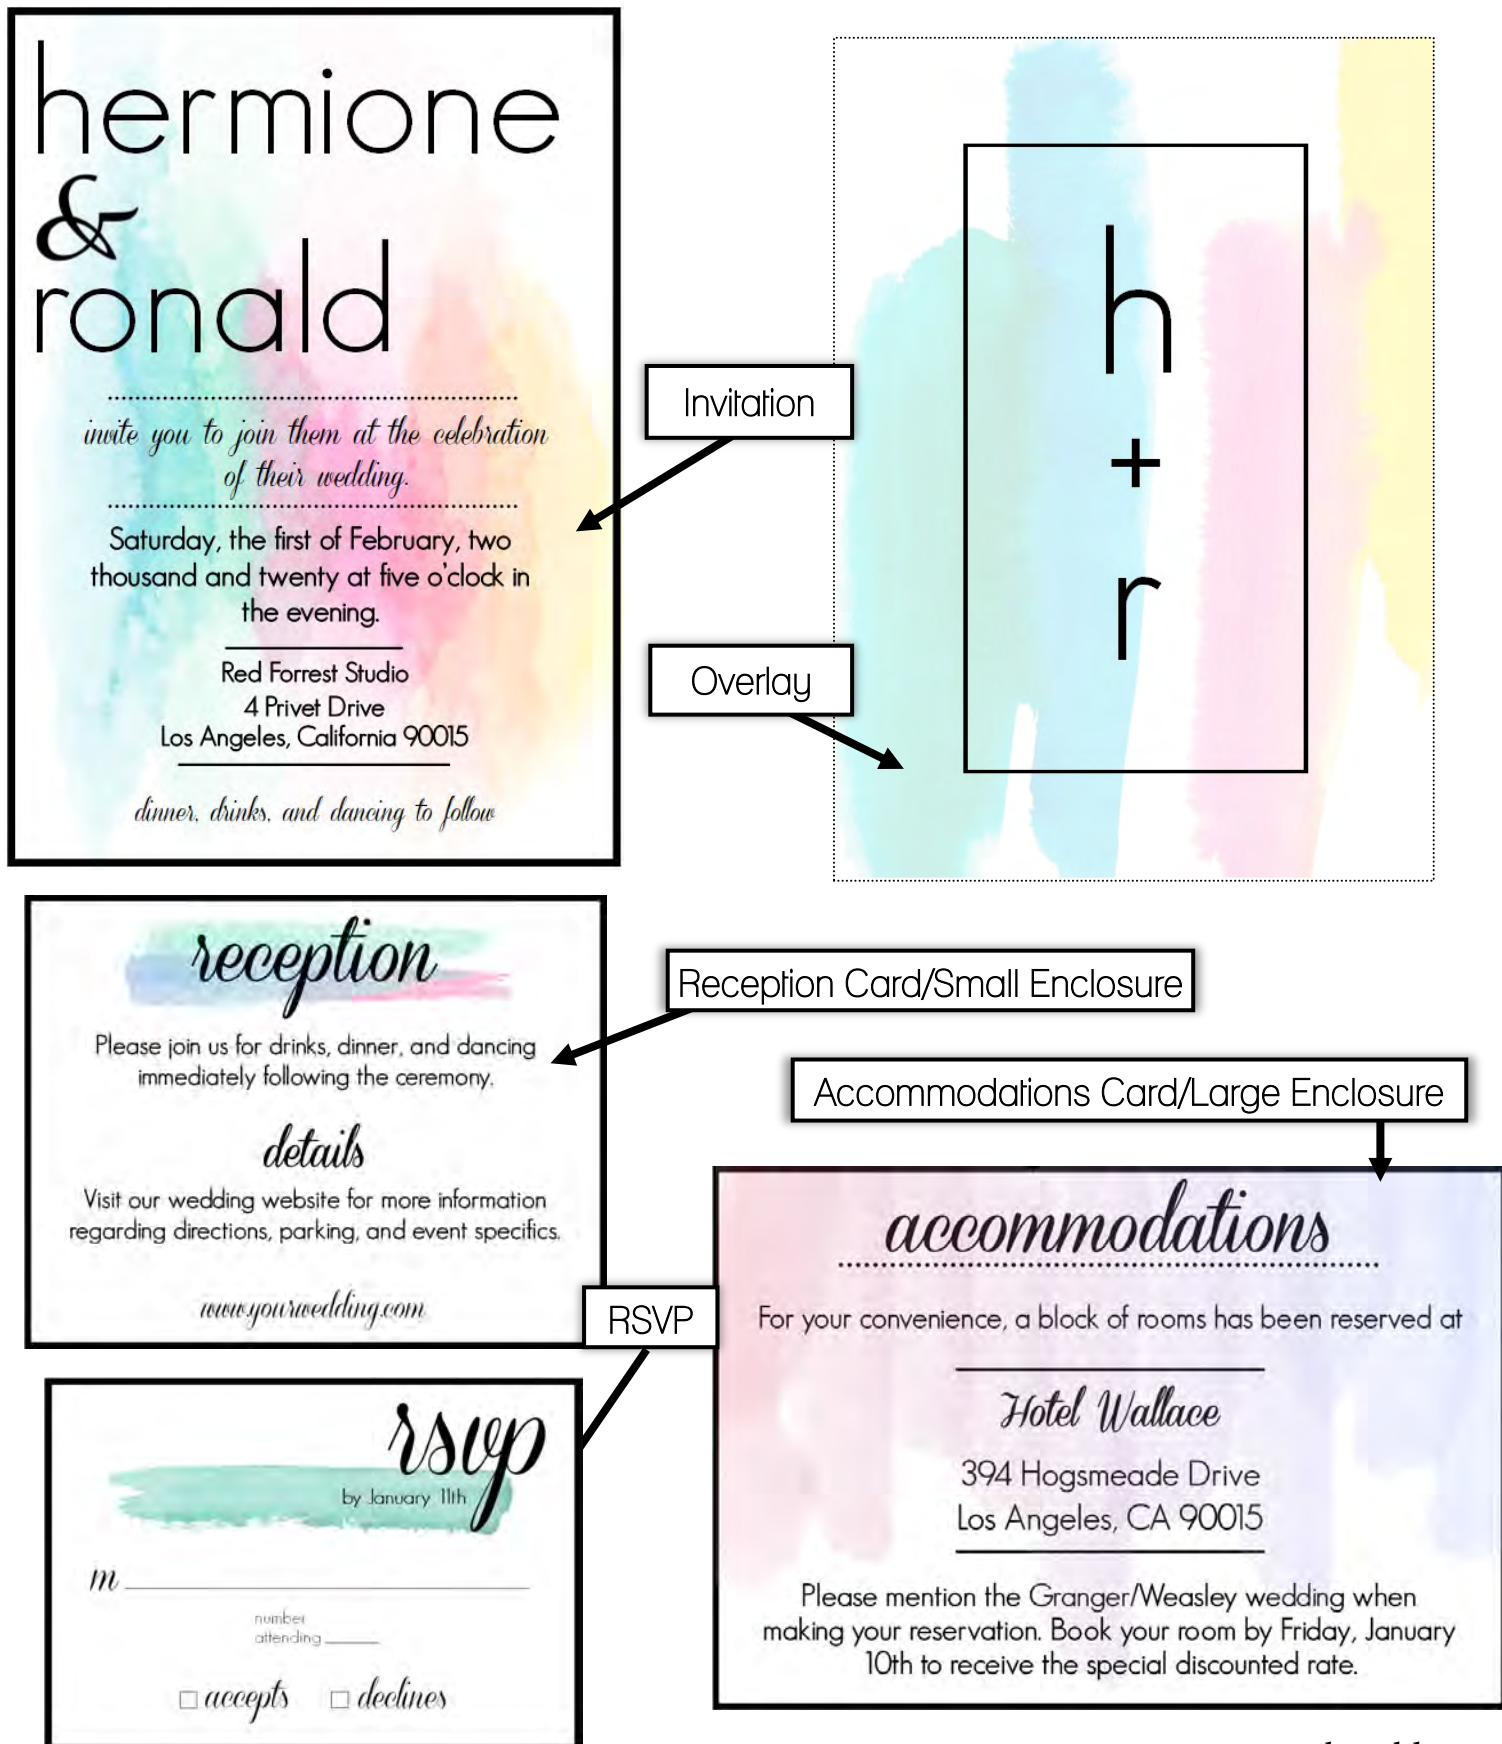 hermione
&
ronald
invite you to join them at the celebration
of their wedding.
Saturday, the first of February, two
thousand and twenty at five o'clock in
the evening.
Red Forrest Studio
4 Privet Drive
Los Angeles, California 90015
dinner, drinks, and dancing to follow
h
+
r
Invitation
Overlay
reception
Please join us for drinks, dinner, and dancing
immediately following the ceremony.
details
Visit our wedding website for more information
regarding directions, parking, and event specifics.
www.yourwedding.com
Reception Card/Small Enclosure
Accommodations Card/Large Enclosure
RSVP
accommodations
For your convenience, a block of rooms has been reserved at
Hotel Wallace
394 Hogsmeade Drive
Los Angeles, CA 90015
Please mention the Granger/Weasley wedding when
making your reservation. Book your room by Friday, January
10th to receive the special discounted rate.
rsvp
by January 11th
m
number
attending
accepts declines